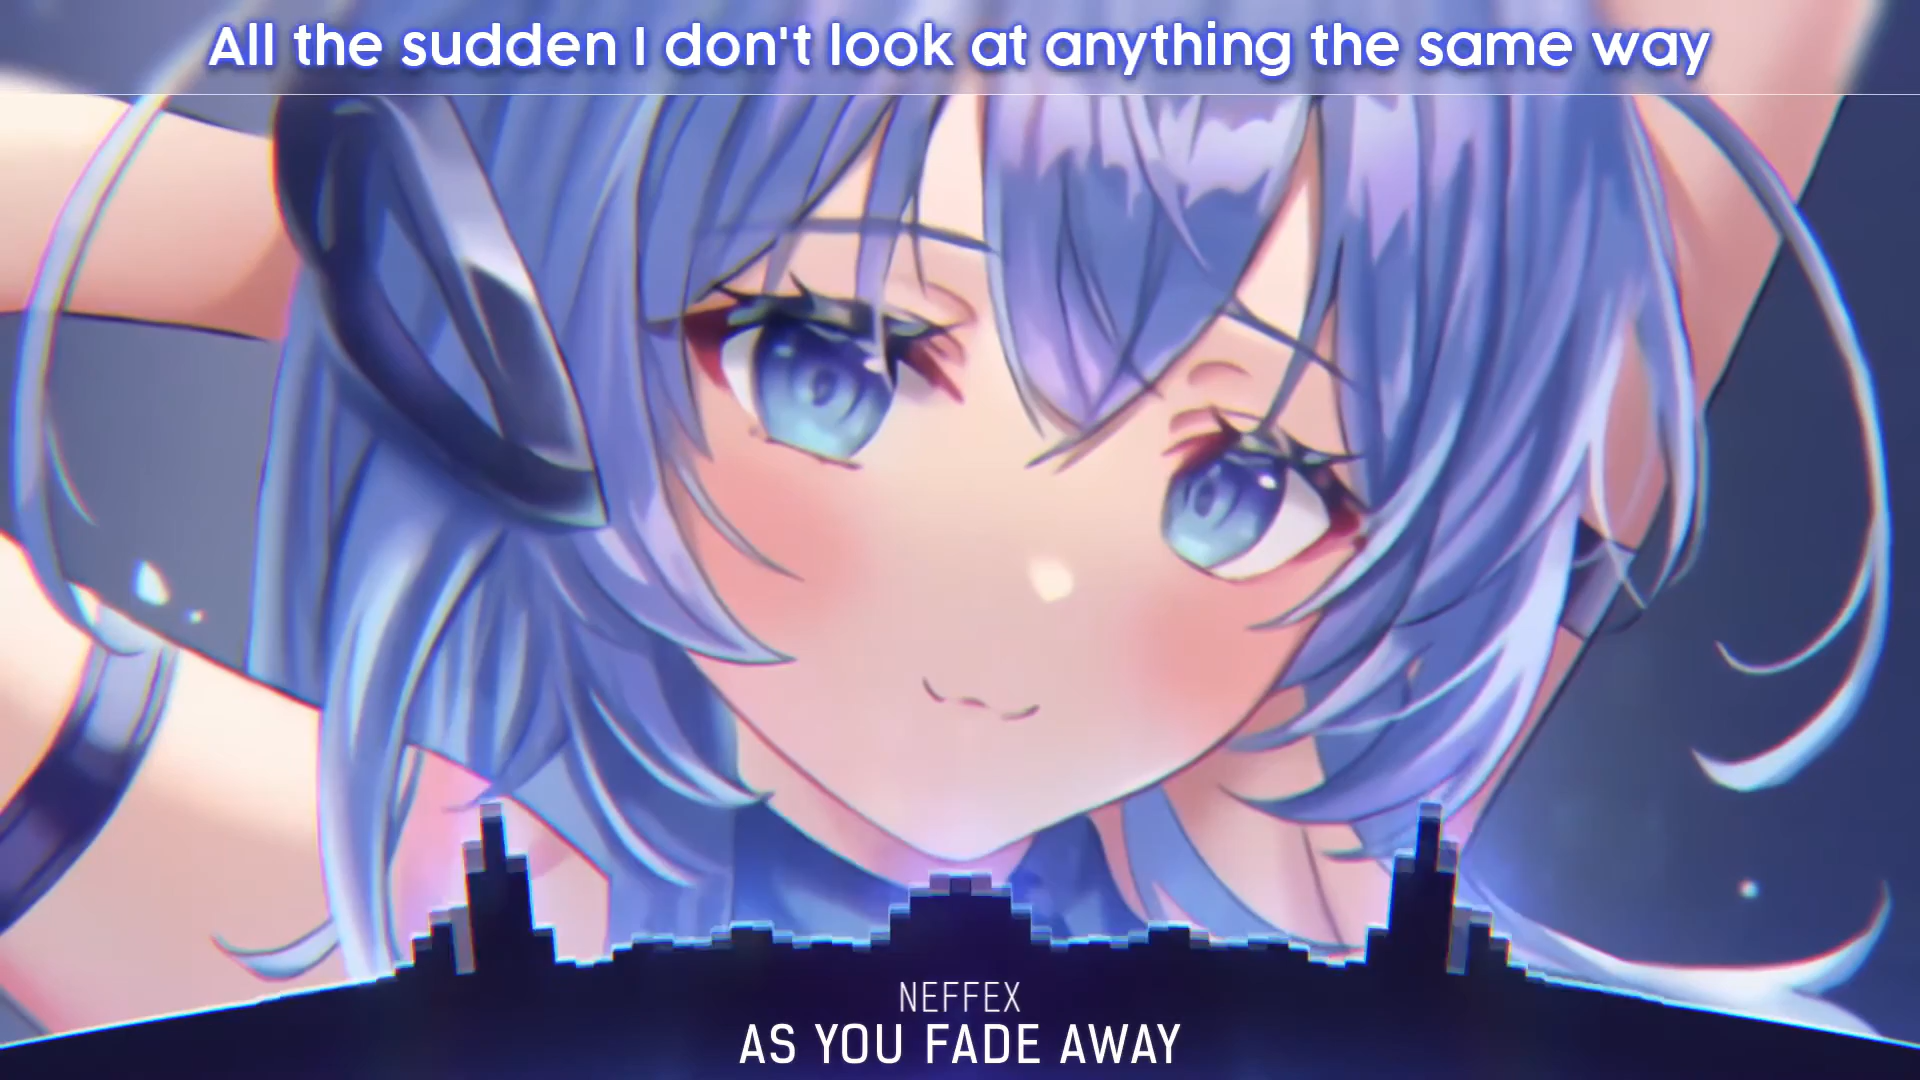 All the sudden I don't look at anything the same way
NEFFEX
AS YOU FADE AWAY